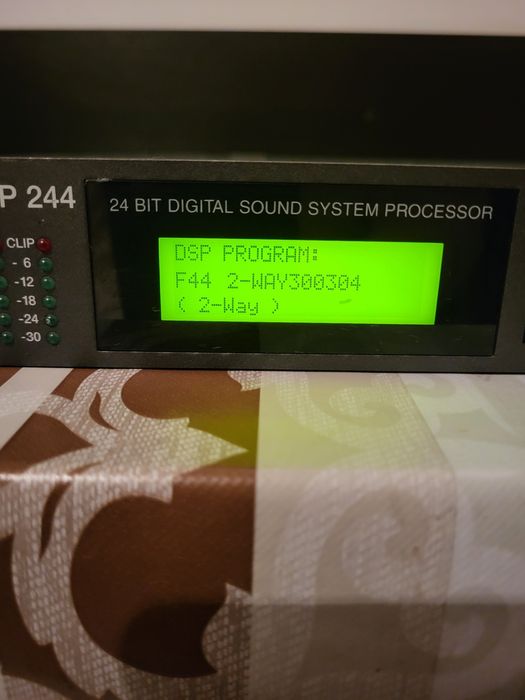 P 244
24 BIT DIGITAL SOUND SYSTEM PROCESSOR
CLIP
- 6
-12
-18
-24
-30
DSP PROGRAM:
F44 2-WAY300304
( 2-Way )